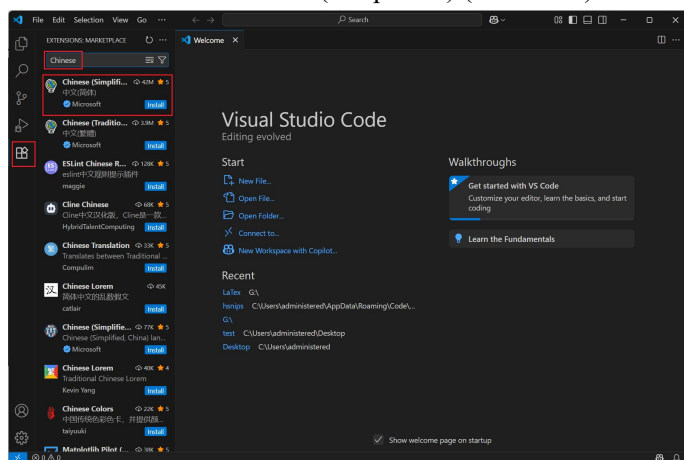 File Edit Selection View Go ···
Search
EXTENSIONS: MARKETPLACE
Welcome
Chinese
Chinese (Simplifi... 42M 5
中文(简体)
Microsoft Install
Chinese (Traditio... 3.9M 5
中文(繁體)
Microsoft Install
ESLint Chinese R... 128K 5
eslint中文规则提示插件
maggie Install
Cline Chinese 68K 5
Cline中文汉化版，Cline是一款...
HybridTalentComputing Install
Chinese Translation 33K 5
Translates between Traditional ...
Compulim Install
Chinese Lorem 45K
简体中文的乱数假文
catlair Install
Chinese (Simplifie... 77K 5
Chinese (Simplified, China) lan...
Microsoft Install
Chinese Lorem 40K 4
Traditional Chinese Lorem
Kevin Yang Install
Chinese Colors 22K 5
中国传统色彩色卡，并提供颜...
taiyuuki Install
Matplotlib Pilot (... 38K 5
Visual Studio Code
Editing evolved
Start
New File...
Open File...
Open Folder...
Connect to...
New Workspace with Copilot...
Recent
LaTex G:\
hsnips C:\Users\administered\AppData\Roaming\Code\...
G:\
test C:\Users\administered\Desktop
Desktop C:\Users\administered
Walkthroughs
Get started with VS Code
Customize your editor, learn the basics, and start
coding
Learn the Fundamentals
Show welcome page on startup
0 0